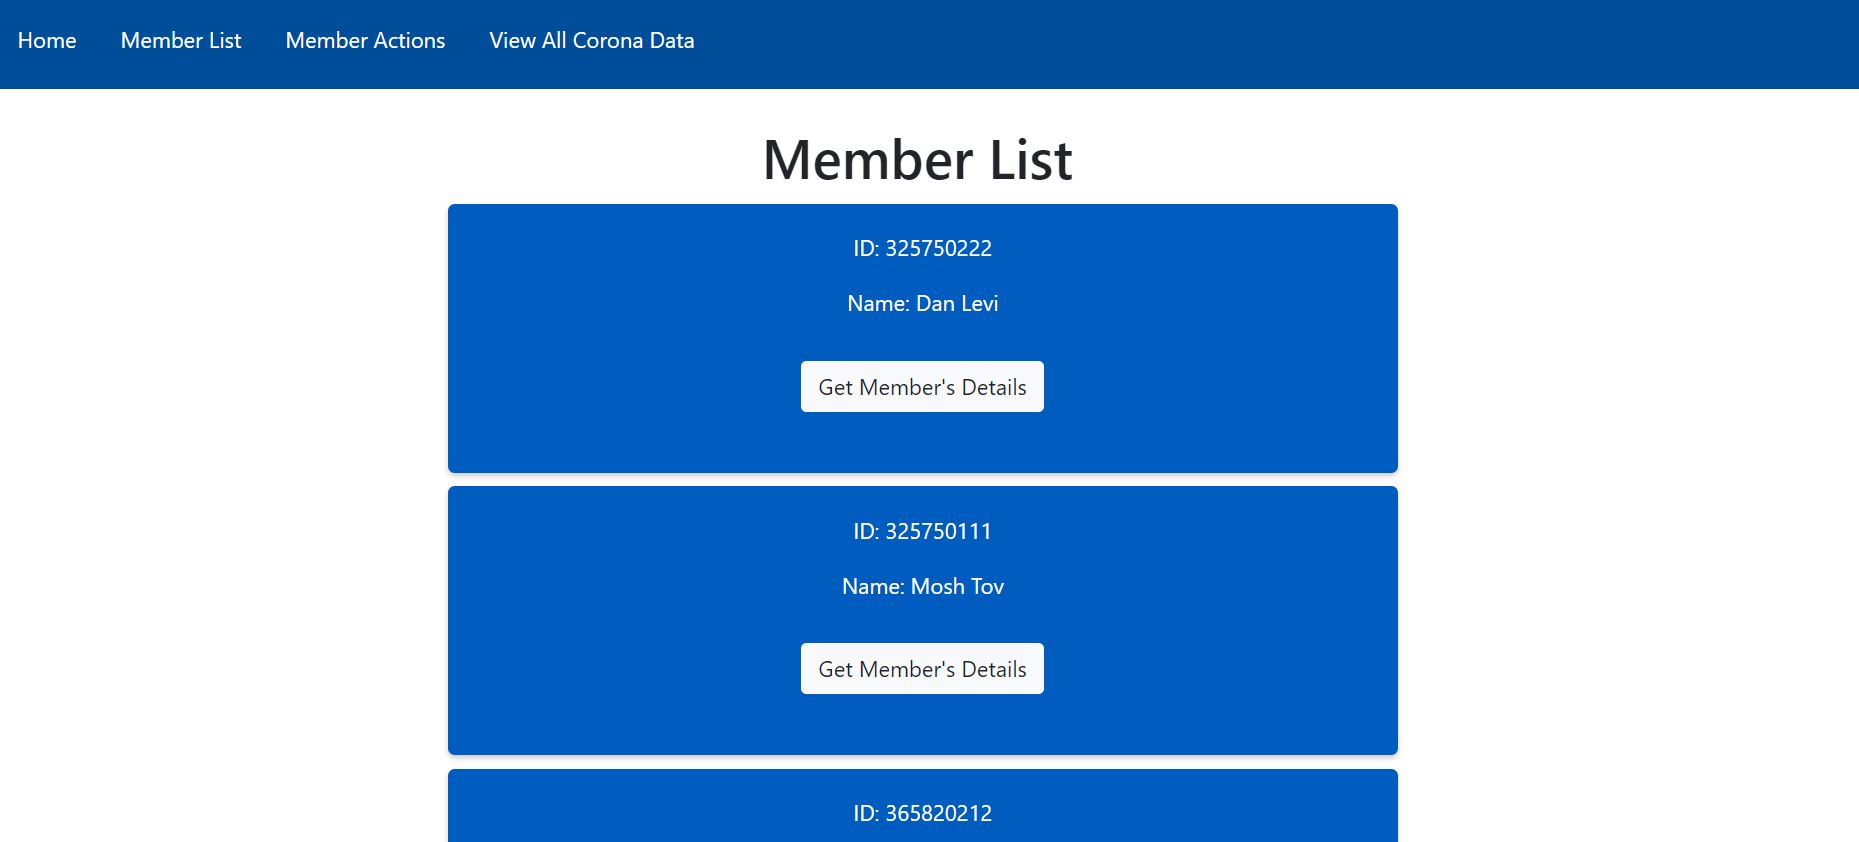 Home Member List Member Actions View All Corona Data
Member List
ID: 325750222
Name: Dan Levi
Get Member's Details
ID: 325750111
Name: Mosh Tov
Get Member's Details
ID: 365820212